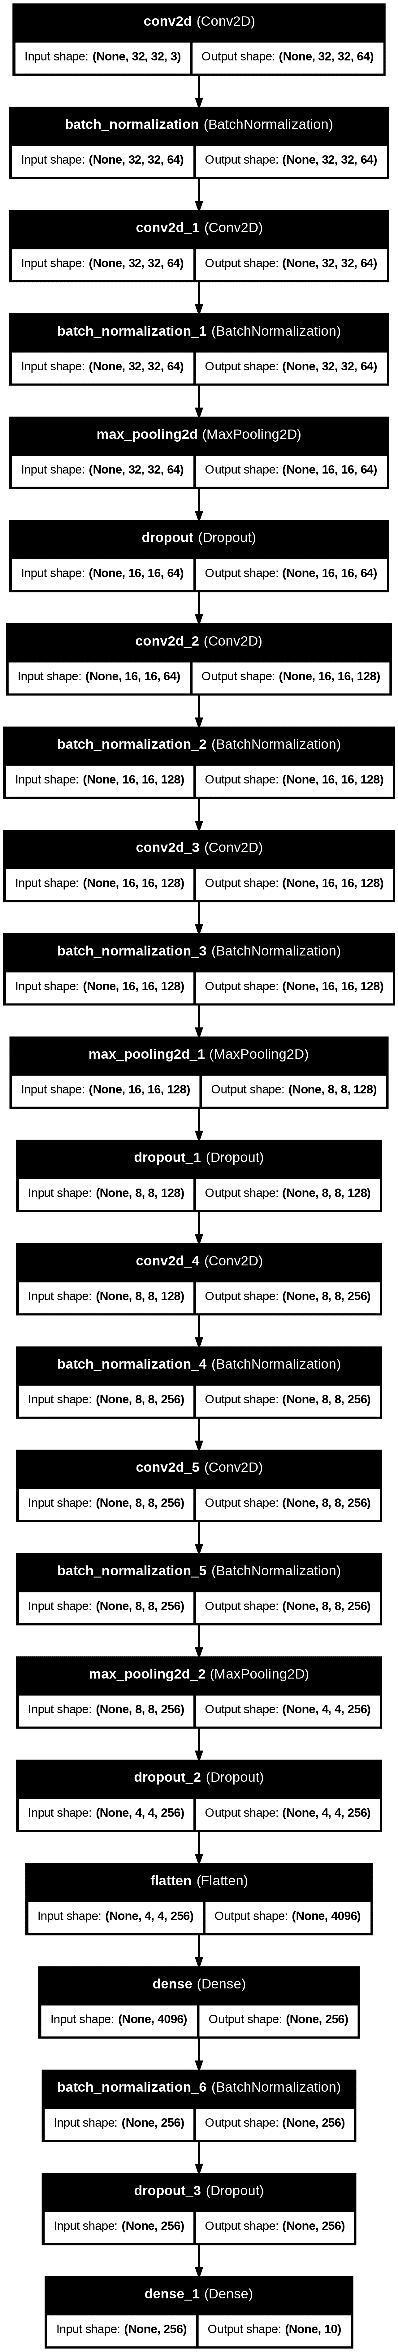 conv2d (Conv2D)
Input shape: (None, 32, 32, 3) Output shape: (None, 32, 32, 64)
batch_normalization (BatchNormalization)
Input shape: (None, 32, 32, 64) Output shape: (None, 32, 32, 64)
conv2d_1 (Conv2D)
Input shape: (None, 32, 32, 64) Output shape: (None, 32, 32, 64)
batch_normalization_1 (BatchNormalization)
Input shape: (None, 32, 32, 64) Output shape: (None, 32, 32, 64)
max_pooling2d (MaxPooling2D)
Input shape: (None, 32, 32, 64) Output shape: (None, 16, 16, 64)
dropout (Dropout)
Input shape: (None, 16, 16, 64) Output shape: (None, 16, 16, 64)
conv2d_2 (Conv2D)
Input shape: (None, 16, 16, 64) Output shape: (None, 16, 16, 128)
batch_normalization_2 (BatchNormalization)
Input shape: (None, 16, 16, 128) Output shape: (None, 16, 16, 128)
conv2d_3 (Conv2D)
Input shape: (None, 16, 16, 128) Output shape: (None, 16, 16, 128)
batch_normalization_3 (BatchNormalization)
Input shape: (None, 16, 16, 128) Output shape: (None, 16, 16, 128)
max_pooling2d_1 (MaxPooling2D)
Input shape: (None, 16, 16, 128) Output shape: (None, 8, 8, 128)
dropout_1 (Dropout)
Input shape: (None, 8, 8, 128) Output shape: (None, 8, 8, 128)
conv2d_4 (Conv2D)
Input shape: (None, 8, 8, 128) Output shape: (None, 8, 8, 256)
batch_normalization_4 (BatchNormalization)
Input shape: (None, 8, 8, 256) Output shape: (None, 8, 8, 256)
conv2d_5 (Conv2D)
Input shape: (None, 8, 8, 256) Output shape: (None, 8, 8, 256)
batch_normalization_5 (BatchNormalization)
Input shape: (None, 8, 8, 256) Output shape: (None, 8, 8, 256)
max_pooling2d_2 (MaxPooling2D)
Input shape: (None, 8, 8, 256) Output shape: (None, 4, 4, 256)
dropout_2 (Dropout)
Input shape: (None, 4, 4, 256) Output shape: (None, 4, 4, 256)
flatten (Flatten)
Input shape: (None, 4, 4, 256) Output shape: (None, 4096)
dense (Dense)
Input shape: (None, 4096) Output shape: (None, 256)
batch_normalization_6 (BatchNormalization)
Input shape: (None, 256) Output shape: (None, 256)
dropout_3 (Dropout)
Input shape: (None, 256) Output shape: (None, 256)
dense_1 (Dense)
Input shape: (None, 256) Output shape: (None, 10)